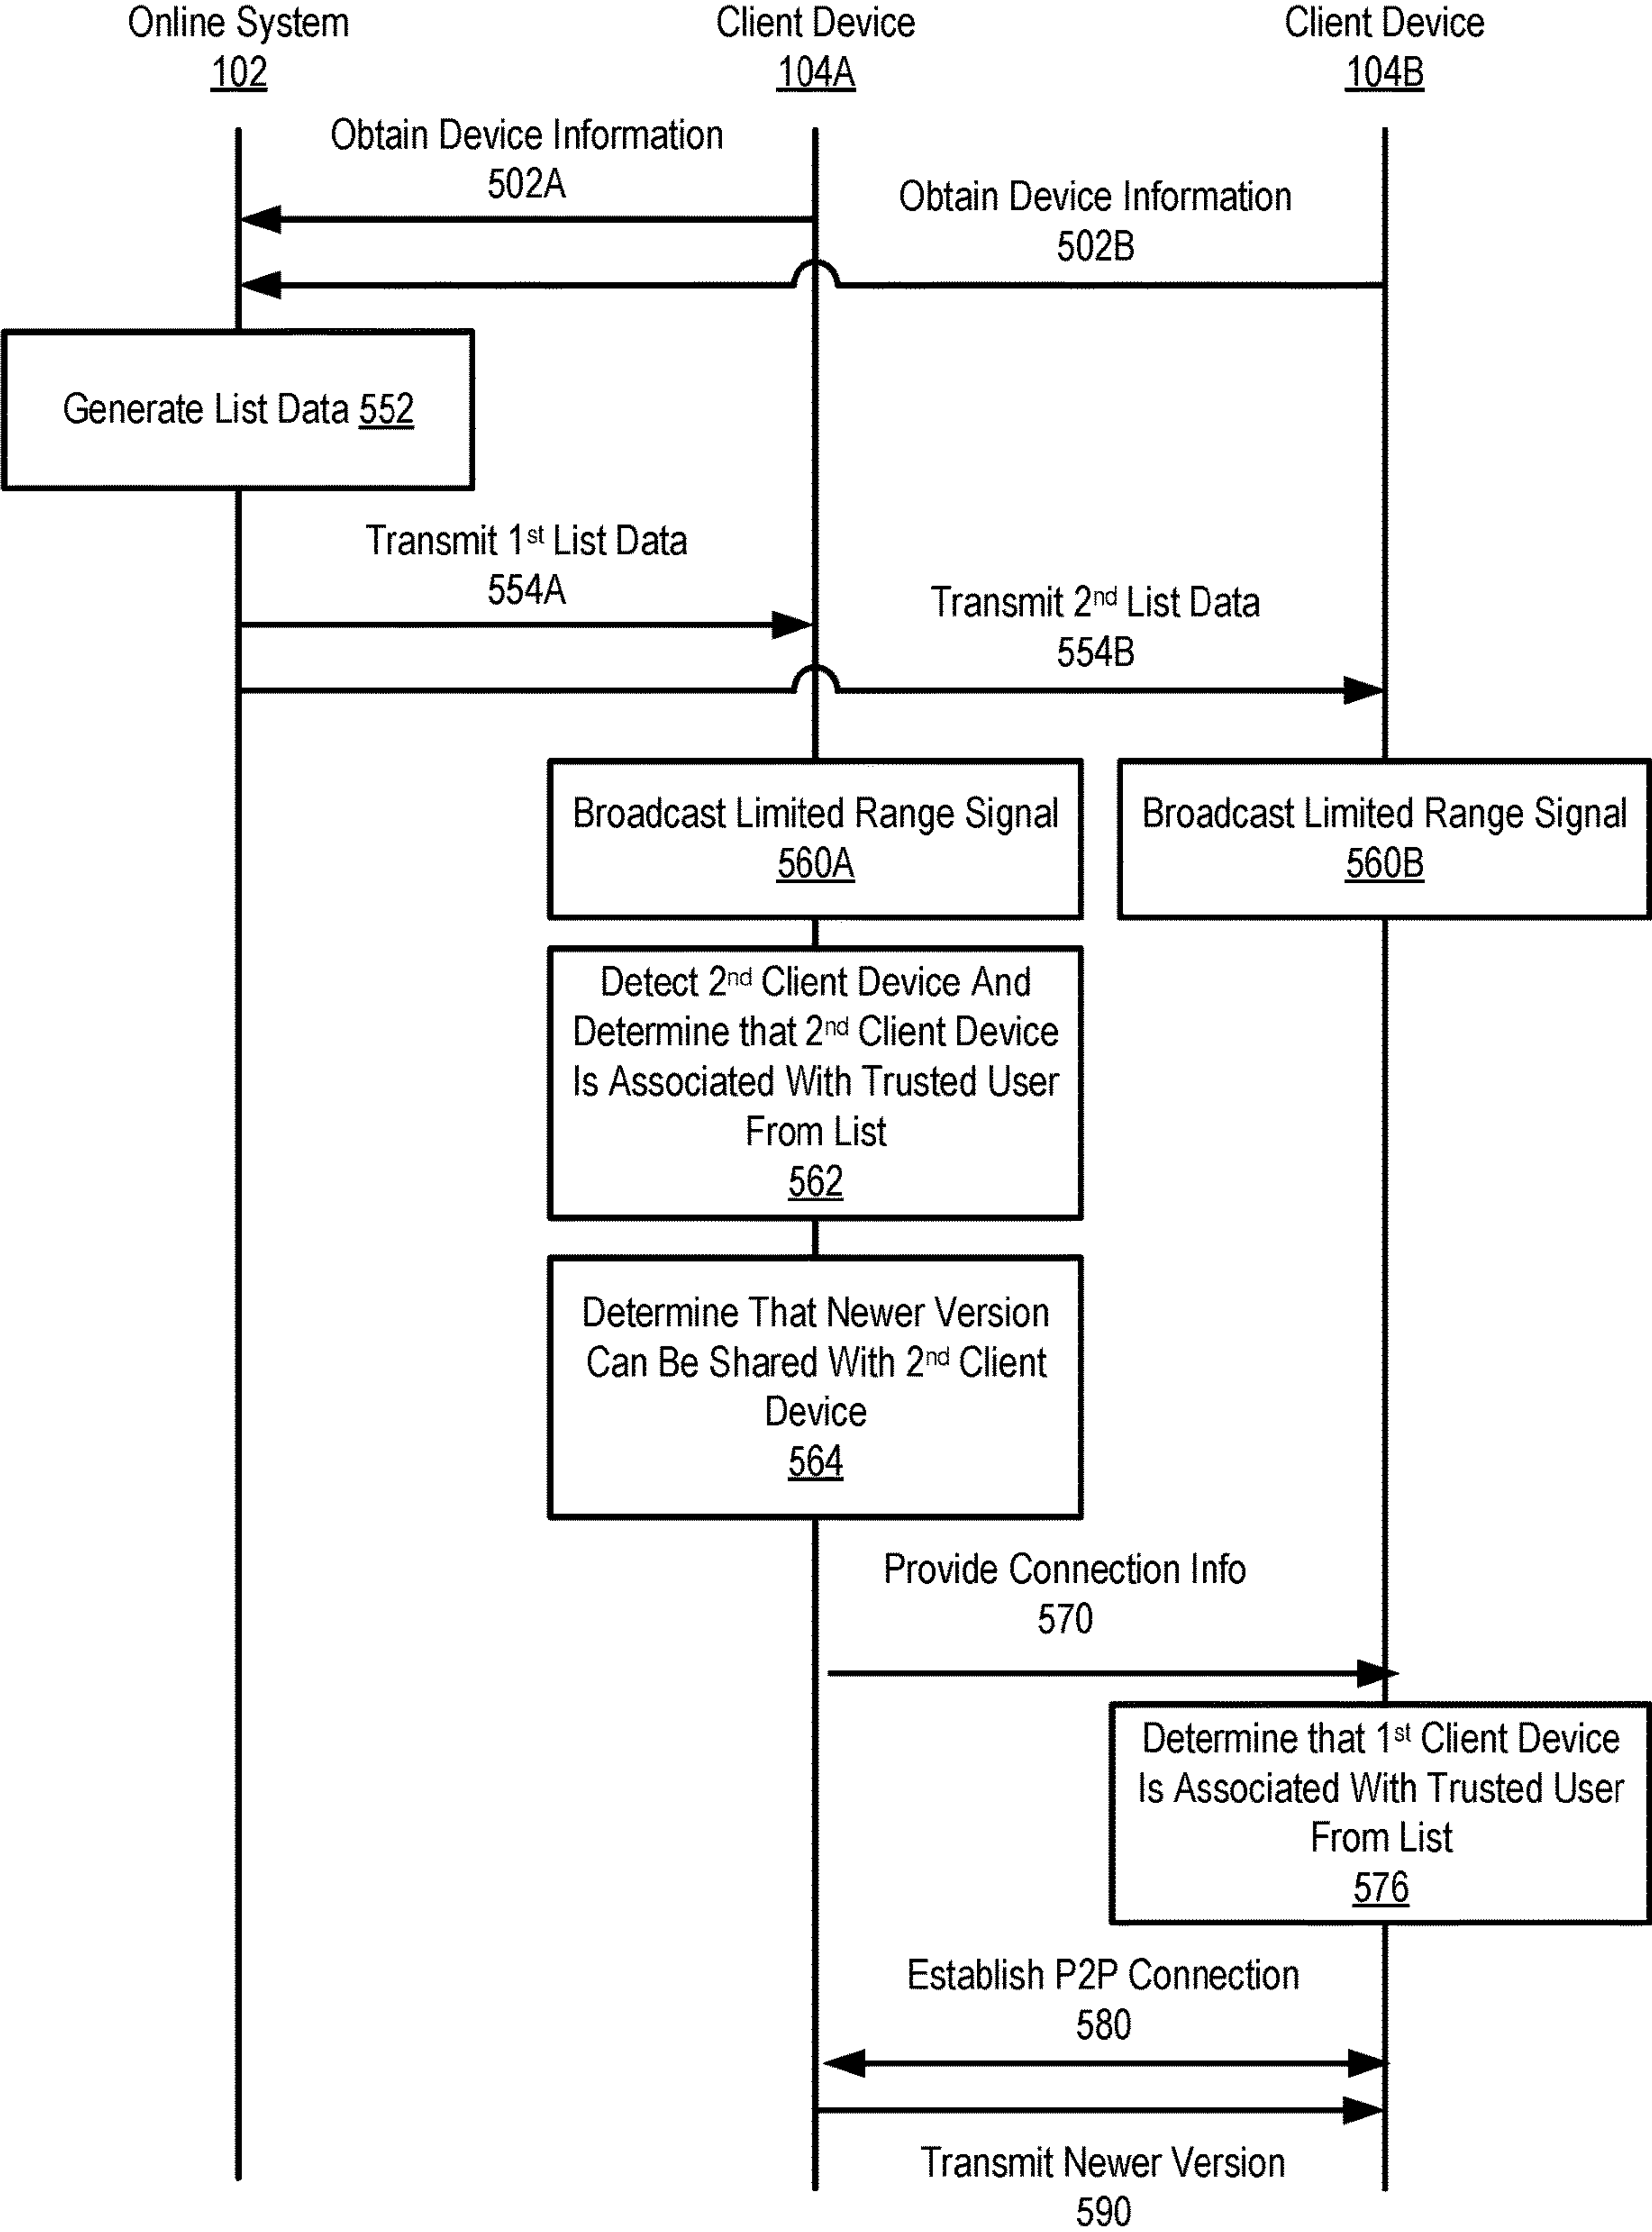 Online System
102
Client Device
104A
Client Device
104B
Obtain Device Information
502A
Obtain Device Information
502B
Generate List Data 552
Transmit 1st List Data
554A
Transmit 2nd List Data
554B
Broadcast Limited Range Signal
560A
Broadcast Limited Range Signal
560B
Detect 2nd Client Device And
Determine that 2nd Client Device
Is Associated With Trusted User
From List
562
Determine That Newer Version
Can Be Shared With 2nd Client
Device
564
Provide Connection Info
570
Determine that 1st Client Device
Is Associated With Trusted User
From List
576
Establish P2P Connection
580
Transmit Newer Version
590